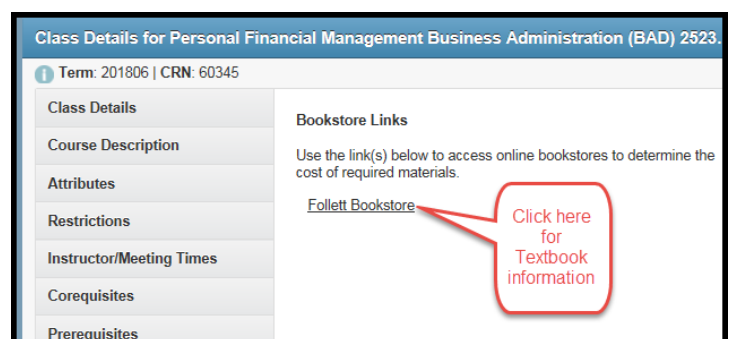 Class Details for Personal Financial Management Business Administration (BAD) 2523.
Term: 201806 | CRN: 60345
Class Details
Course Description
Attributes
Restrictions
Instructor/Meeting Times
Corequisites
Prerequisites
Bookstore Links
Use the link(s) below to access online bookstores to determine the
cost of required materials.
Follett Bookstore
Click here
for
Textbook
information